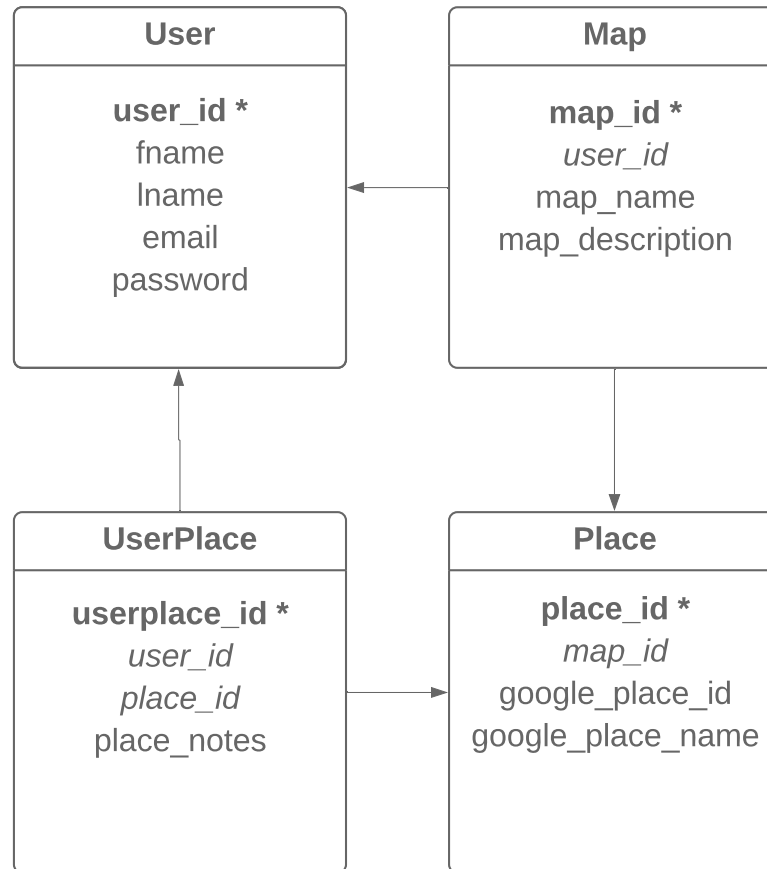 User
user_id *
fname
lname
email
password
Map
map_id *
user_id
map_name
map_description
UserPlace
userplace_id *
user_id
place_id
place_notes
Place
place_id *
map_id
google_place_id
google_place_name